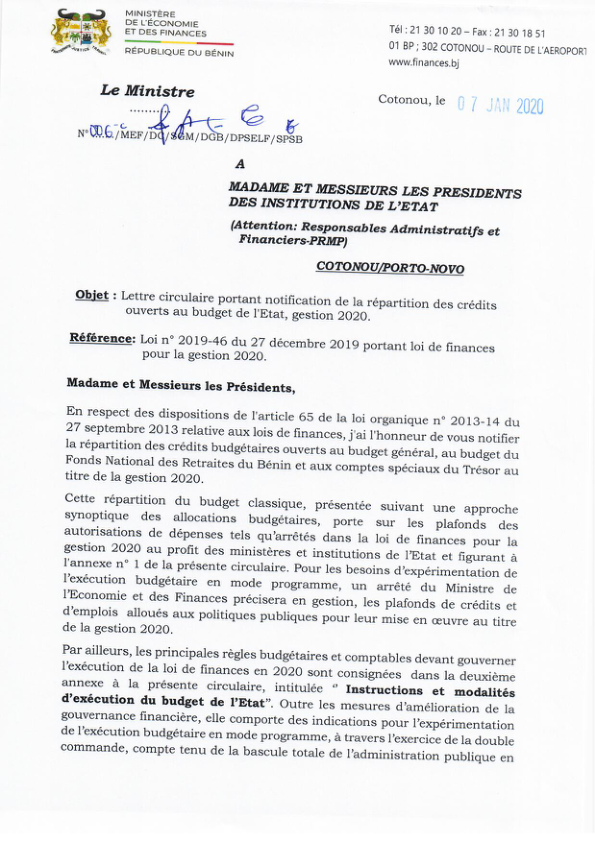 MINISTÈRE
DE L'ÉCONOMIE
ET DES FINANCES
RÉPUBLIQUE DU BÉNIN
Tél : 21 30 10 20 – Fax : 21 30 18 51
01 BP ; 302 COTONOU – ROUTE DE L'AEROPORT
www.finances.bj
Le Ministre
Cotonou, le 07 JAN 2020
/MEF/DC/SGM/DGB/DPSELF/SPSB
A
MADAME ET MESSIEURS LES PRESIDENTS
DES INSTITUTIONS DE L'ETAT
(Attention: Responsables Administratifs et
Financiers-PRMP)
COTONOU/PORTO-NOVO
Objet : Lettre circulaire portant notification de la répartition des crédits
ouverts au budget de l'Etat, gestion 2020.
Référence: Loi n° 2019-46 du 27 décembre 2019 portant loi de finances
pour la gestion 2020.
Madame et Messieurs les Présidents,
En respect des dispositions de l'article 65 de la loi organique n° 2013-14 du
27 septembre 2013 relative aux lois de finances, j'ai l'honneur de vous notifier
la répartition des crédits budgétaires ouverts au budget général, au budget du
Fonds National des Retraites du Bénin et aux comptes spéciaux du Trésor au
titre de la gestion 2020.
Cette répartition du budget classique, présentée suivant une approche
synoptique des allocations budgétaires, porte sur les plafonds des
autorisations de dépenses tels qu'arrêtés dans la loi de finances pour la
gestion 2020 au profit des ministères et institutions de l'Etat et figurant à
l'annexe n° 1 de la présente circulaire. Pour les besoins d'expérimentation de
l'exécution budgétaire en mode programme, un arrêté du Ministre de
l'Economie et des Finances précisera en gestion, les plafonds de crédits et
d'emplois alloués aux politiques publiques pour leur mise en œuvre au titre
de la gestion 2020.
Par ailleurs, les principales règles budgétaires et comptables devant gouverner
l'exécution de la loi de finances en 2020 sont consignées dans la deuxième
annexe à la présente circulaire, intitulée " Instructions et modalités
d'exécution du budget de l'Etat". Outre les mesures d'amélioration de la
gouvernance financière, elle comporte des indications pour l'expérimentation
de l'exécution budgétaire en mode programme, à travers l'exercice de la double
commande, compte tenu de la bascule totale de l'administration publique en